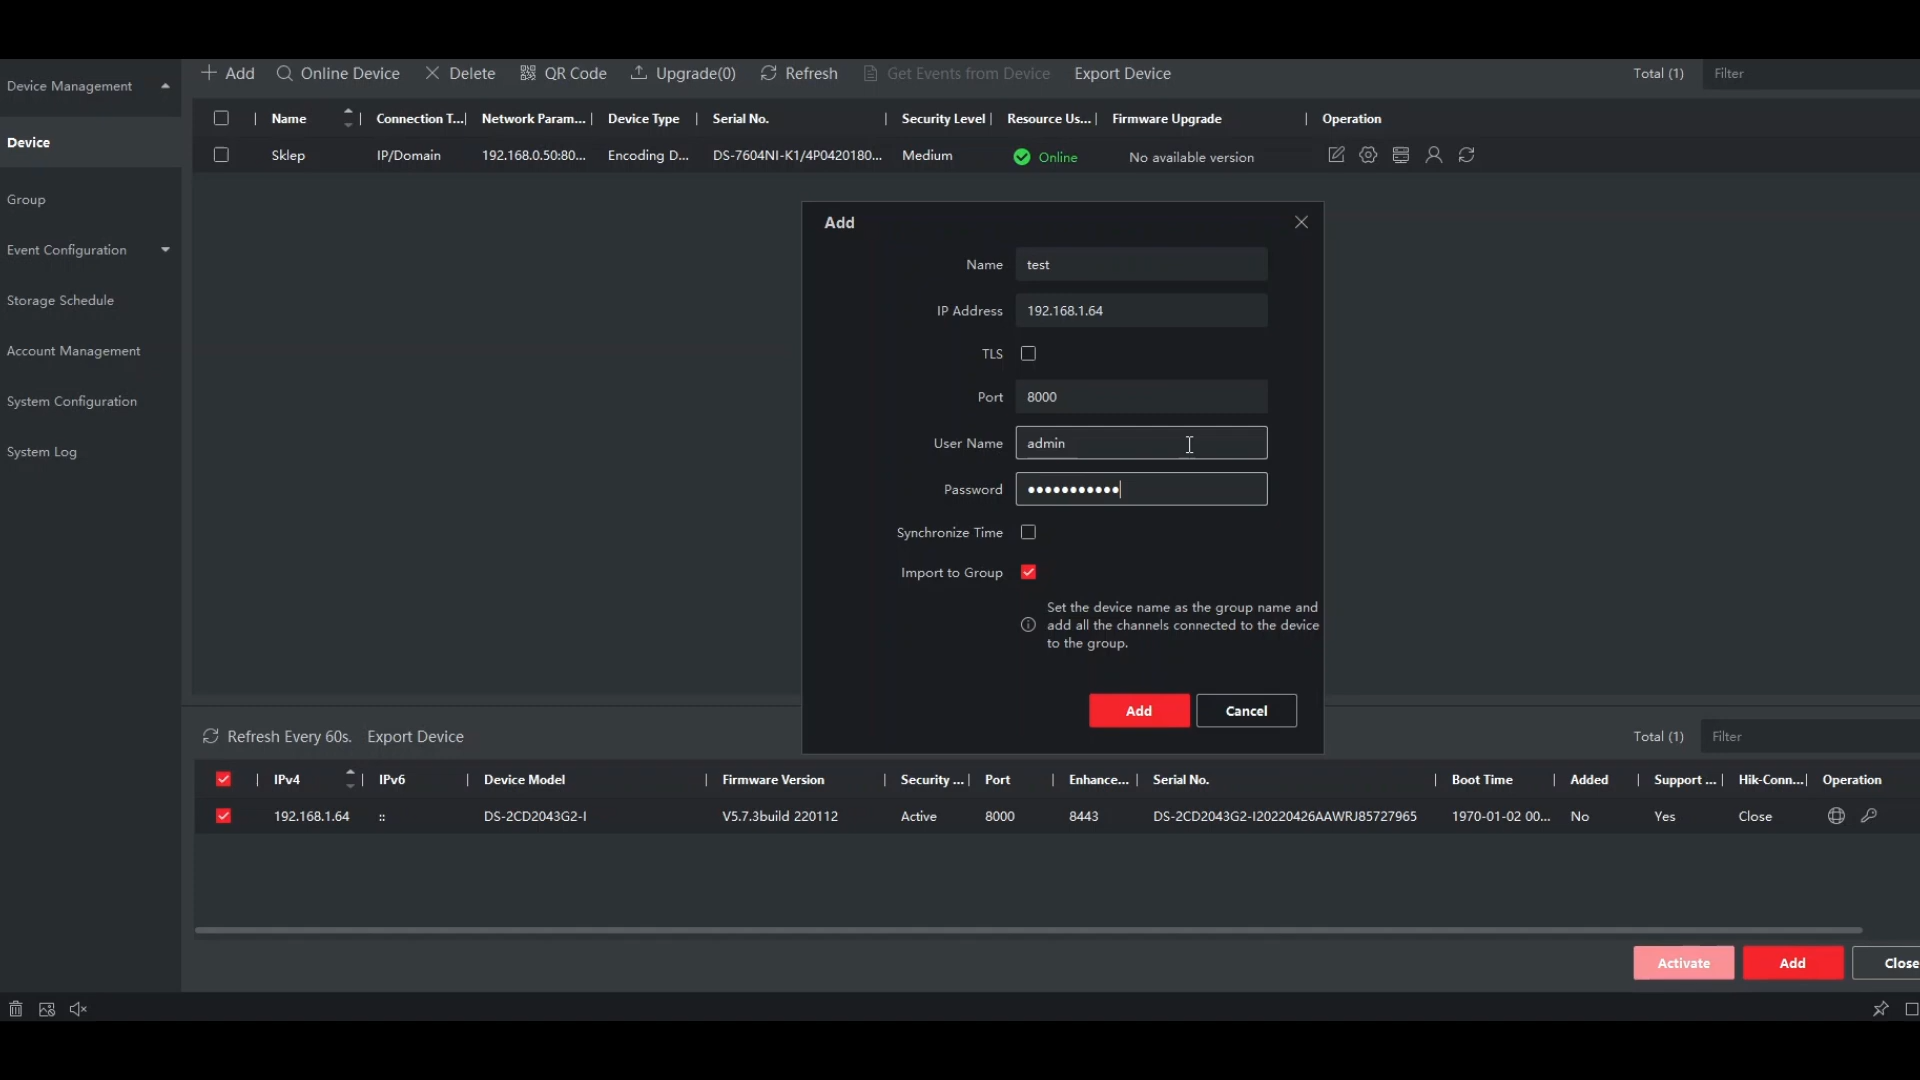 Device Management
Device
Group
Event Configuration
Storage Schedule
Account Management
System Configuration
System Log
Add Online Device Delete QR Code Upgrade(0) Refresh Get Events from Device Export Device Total (1) Filter
Name Connection T... Network Param... Device Type Serial No. Security Level Resource Us... Firmware Upgrade Operation
Sklep IP/Domain 192.168.0.50:80... Encoding D... DS-7604NI-K1/4P0420180... Medium Online No available version
Add
Name test
IP Address 192.168.1.64
TLS
Port 8000
User Name admin
Password •••••••••••
Synchronize Time
Import to Group
Set the device name as the group name and
add all the channels connected to the device
to the group.
Add Cancel
Refresh Every 60s. Export Device Total (1) Filter
IPv4 IPv6 Device Model Firmware Version Security ... Port Enhance... Serial No. Boot Time Added Support ... Hik-Conn... Operation
192.168.1.64 :: DS-2CD2043G2-I V5.7.3build 220112 Active 8000 8443 DS-2CD2043G2-I20220426AAWRJ85727965 1970-01-02 00... No Yes Close
Activate Add Close